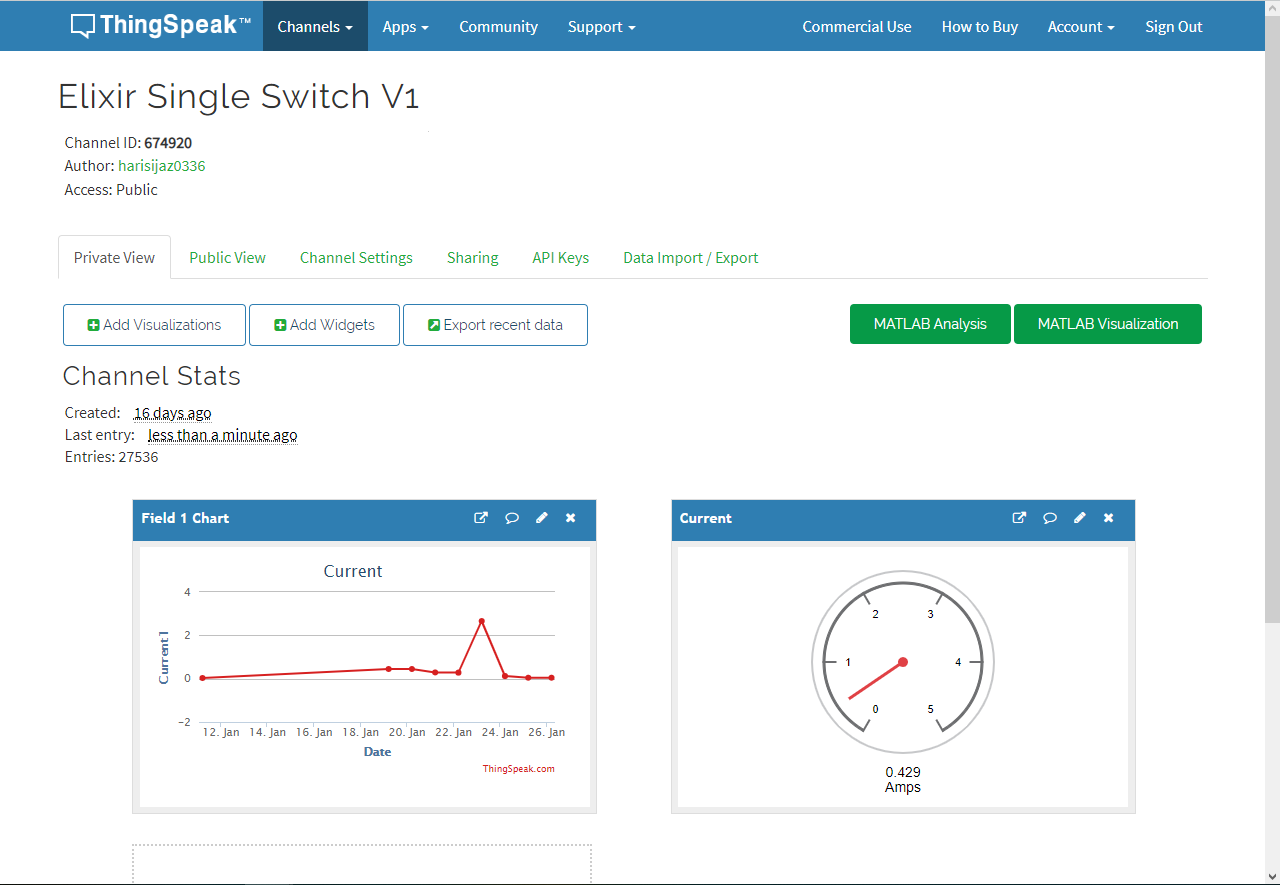 ThingSpeak™ Channels Apps Community Support Commercial Use How to Buy Account Sign Out
Elixir Single Switch V1
Channel ID: 674920
Author: harisijaz0336
Access: Public
Private View Public View Channel Settings Sharing API Keys Data Import / Export
Add Visualizations Add Widgets Export recent data MATLAB Analysis MATLAB Visualization
Channel Stats
Created: 16 days ago
Last entry: less than a minute ago
Entries: 27536
Field 1 Chart
Current
4
2
0
−2
Current1
12. Jan 14. Jan 16. Jan 18. Jan 20. Jan 22. Jan 24. Jan 26. Jan
Date
ThingSpeak.com
Current
0
1
2
3
4
5
0.429
Amps